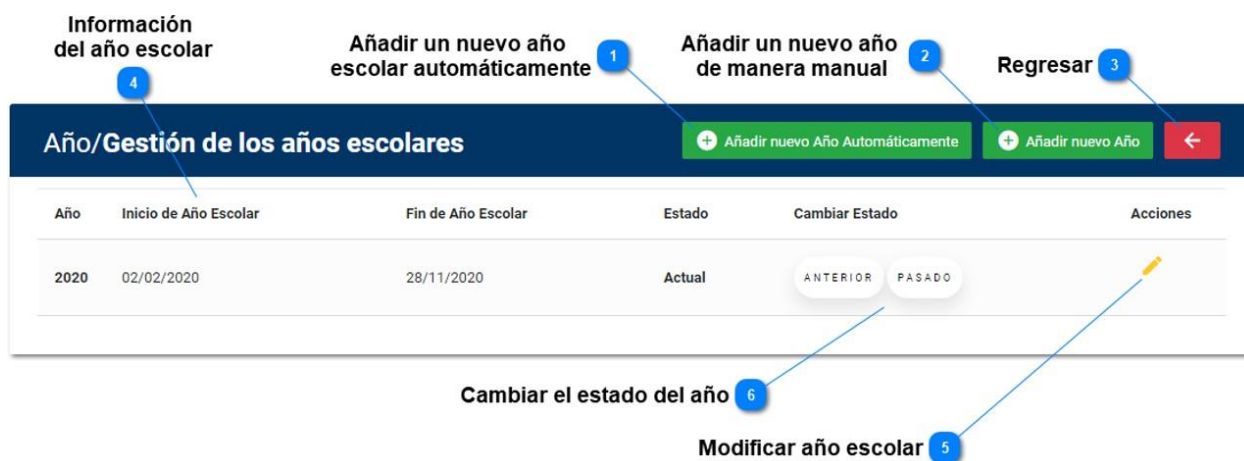 Información
del año escolar
4
Añadir un nuevo año
escolar automáticamente
1
Añadir un nuevo año
de manera manual
2
Regresar 3
Año/Gestión de los años escolares
Añadir nuevo Año Automáticamente
Añadir nuevo Año
Año Inicio de Año Escolar Fin de Año Escolar Estado Cambiar Estado Acciones
2020 02/02/2020 28/11/2020 Actual ANTERIOR PASADO
Cambiar el estado del año 6
Modificar año escolar 5